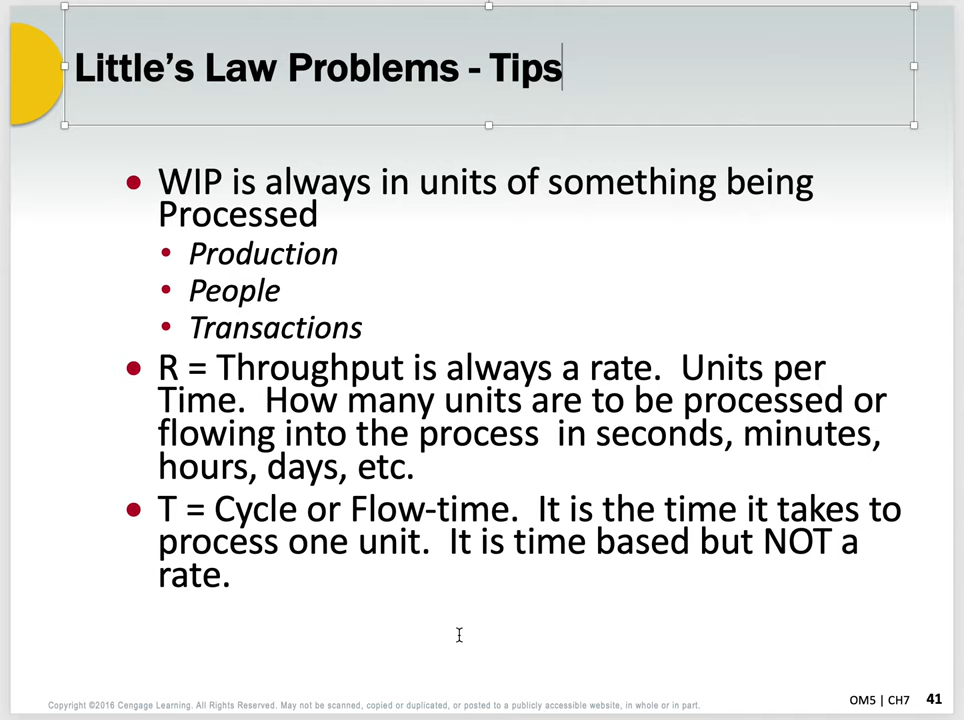 Little’s Law Problems - Tips
• WIP is always in units of something being
Processed
• Production
• People
• Transactions
• R = Throughput is always a rate.  Units per
Time.  How many units are to be processed or
flowing into the process  in seconds, minutes,
hours, days, etc.
• T = Cycle or Flow-time.  It is the time it takes to
process one unit.  It is time based but NOT a
rate.
Copyright ©2016 Cengage Learning. All Rights Reserved. May not be scanned, copied or duplicated, or posted to a publicly accessible website, in whole or in part.
OM5 | CH7 41